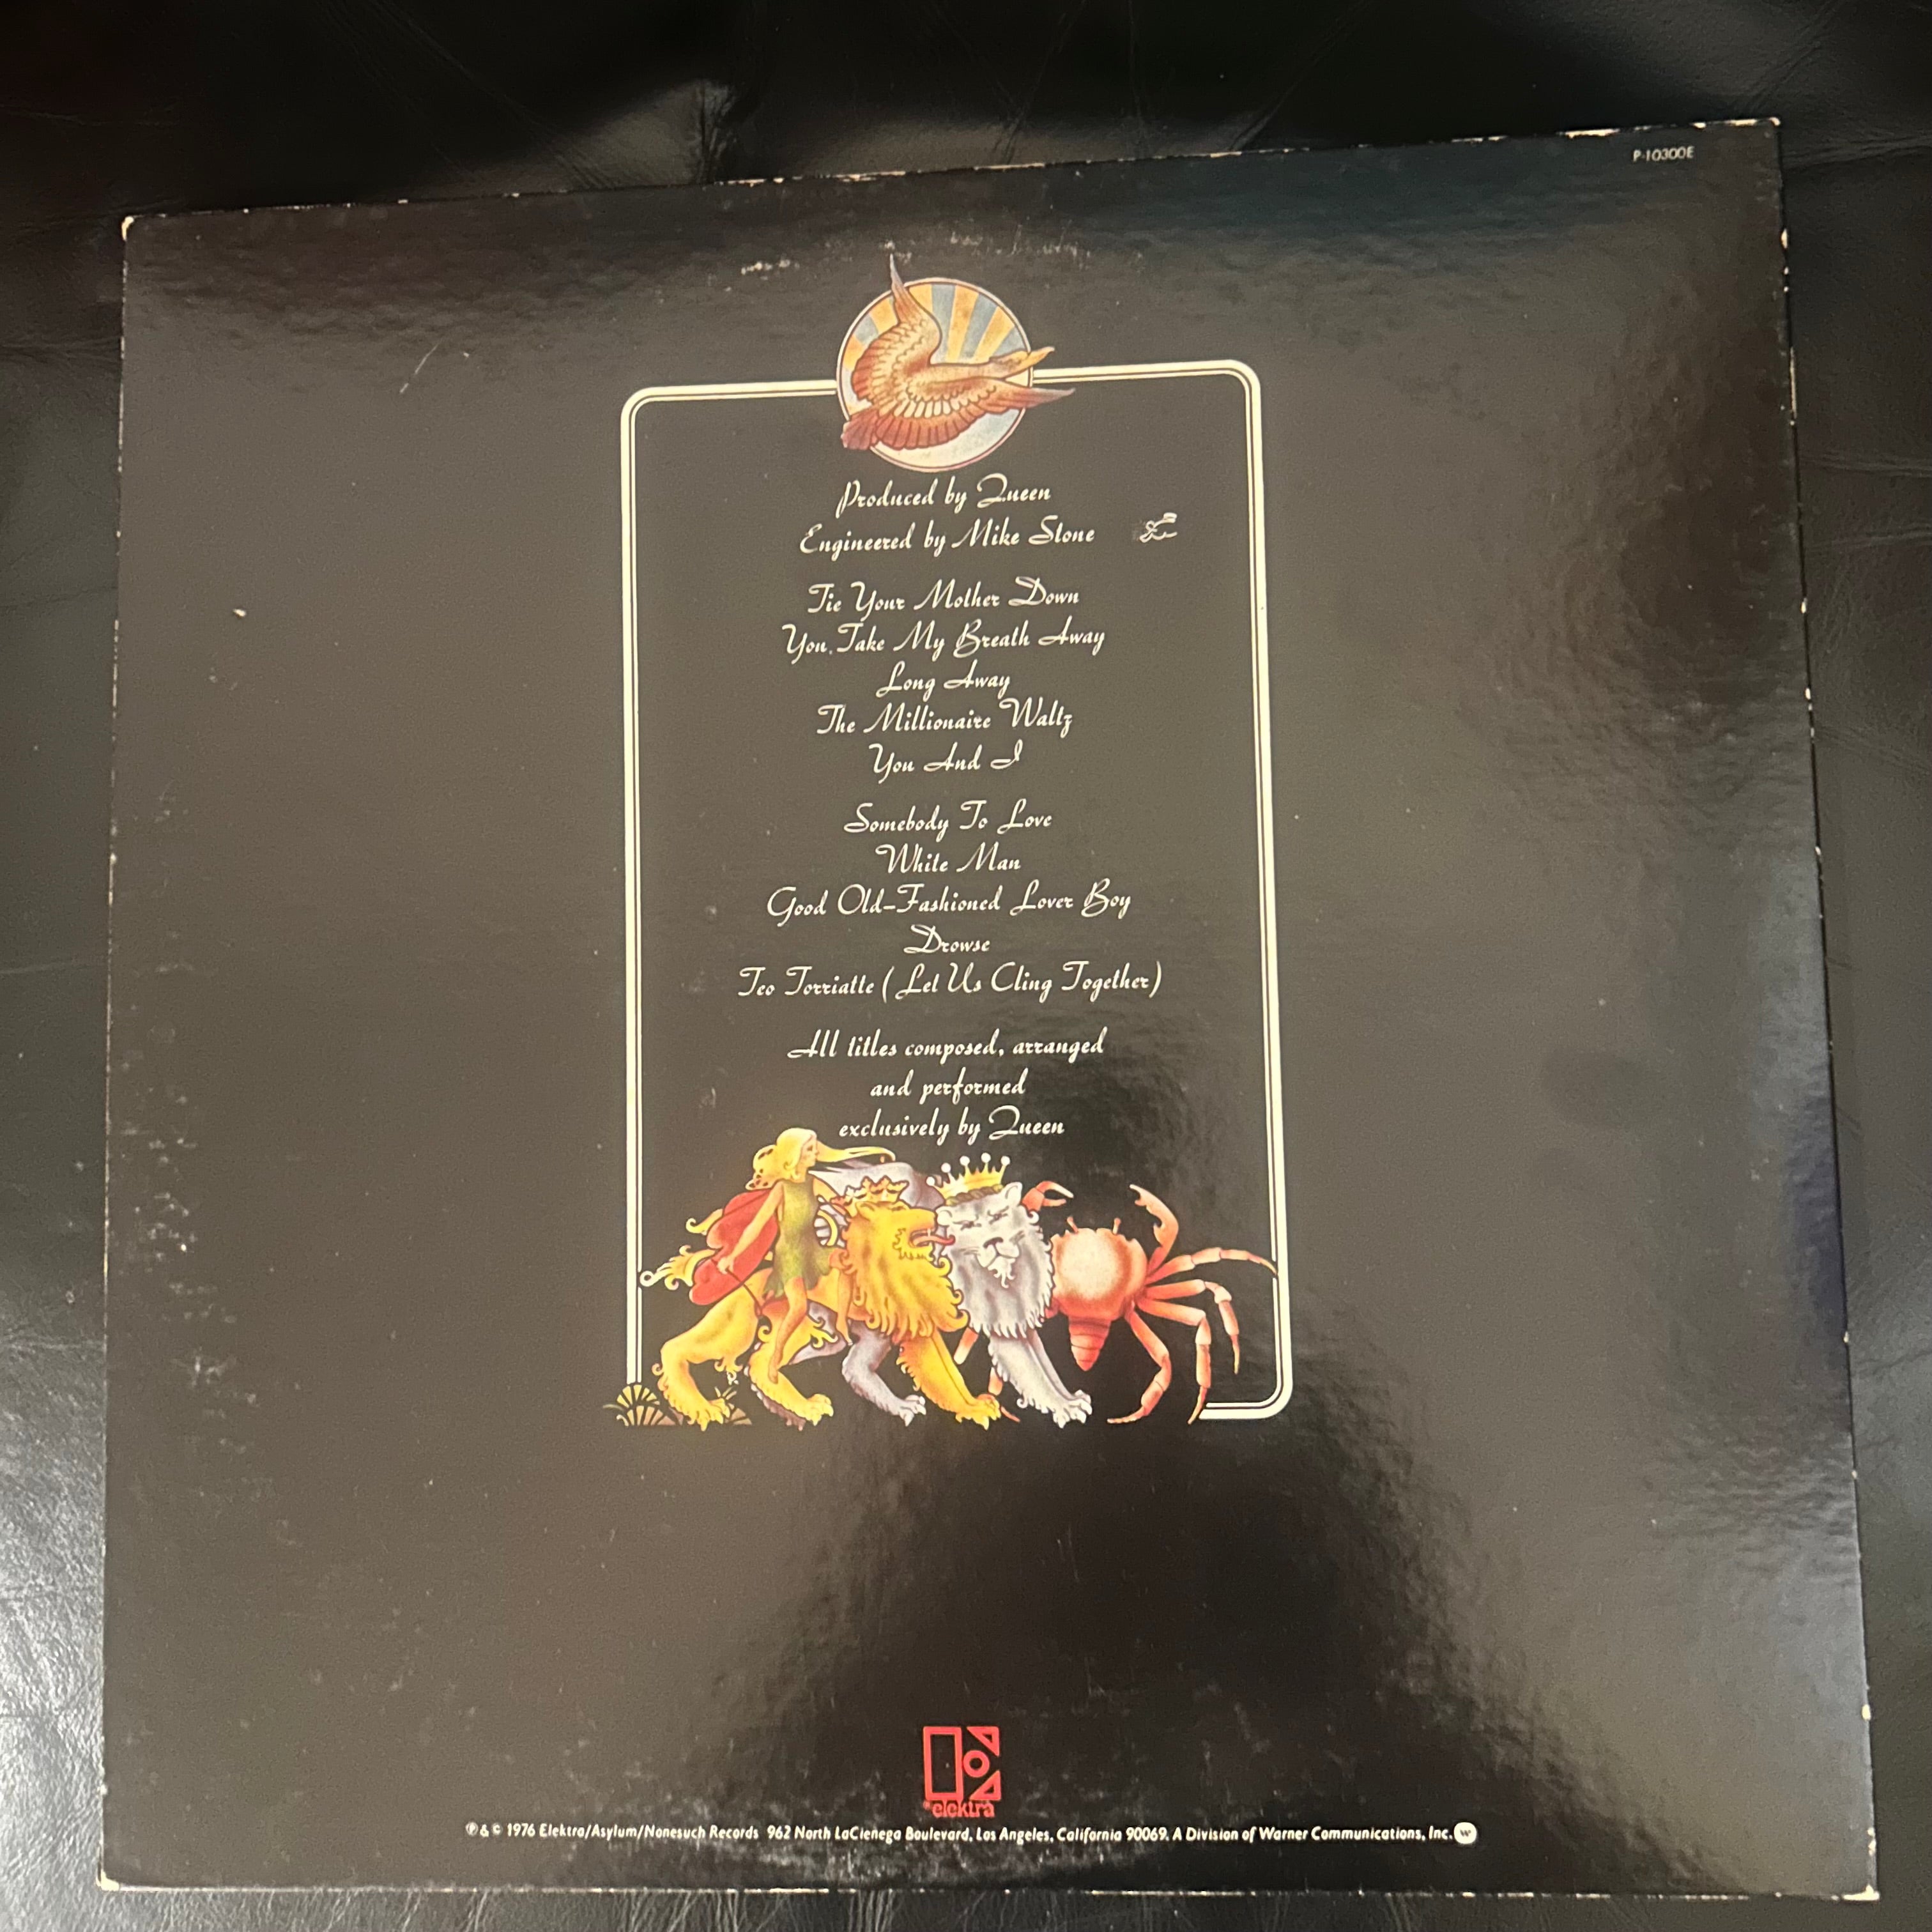 P-10300E
Produced by Queen
Engineered by Mike Stone
Tie Your Mother Down
You Take My Breath Away
Long Away
The Millionaire Waltz
You And I
Somebody To Love
White Man
Good Old-Fashioned Lover Boy
Drowse
Teo Torriatte (Let Us Cling Together)
All titles composed, arranged
and performed
exclusively by Queen
elektra
℗ & © 1976 Elektra/Asylum/Nonesuch Records 962 North LaCienega Boulevard, Los Angeles, California 90069. A Division of Warner Communications, Inc. w